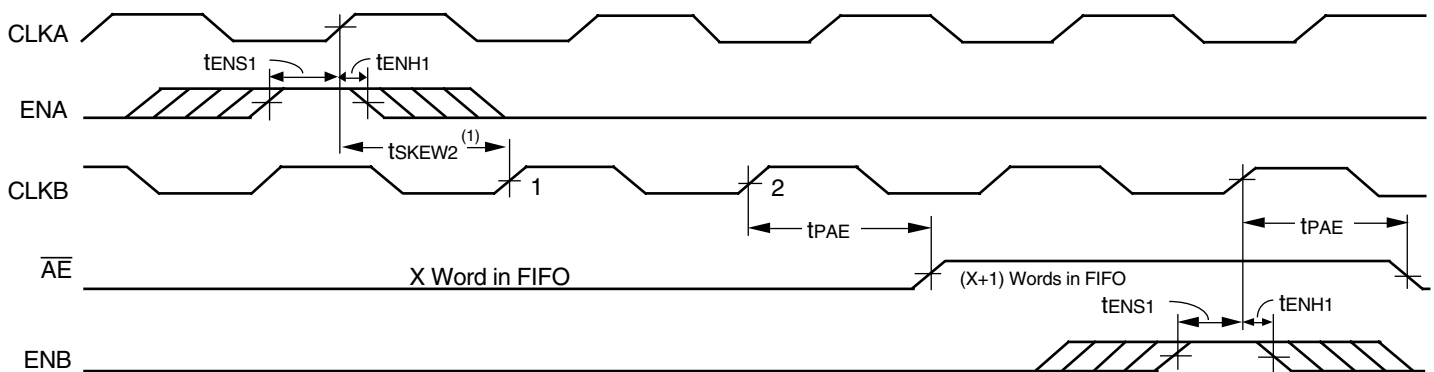 CLKA
tENS1 tENH1
ENA
tSKEW2 (1)
CLKB 1 2
tPAE tPAE
AE X Word in FIFO (X+1) Words in FIFO
tENS1 tENH1
ENB